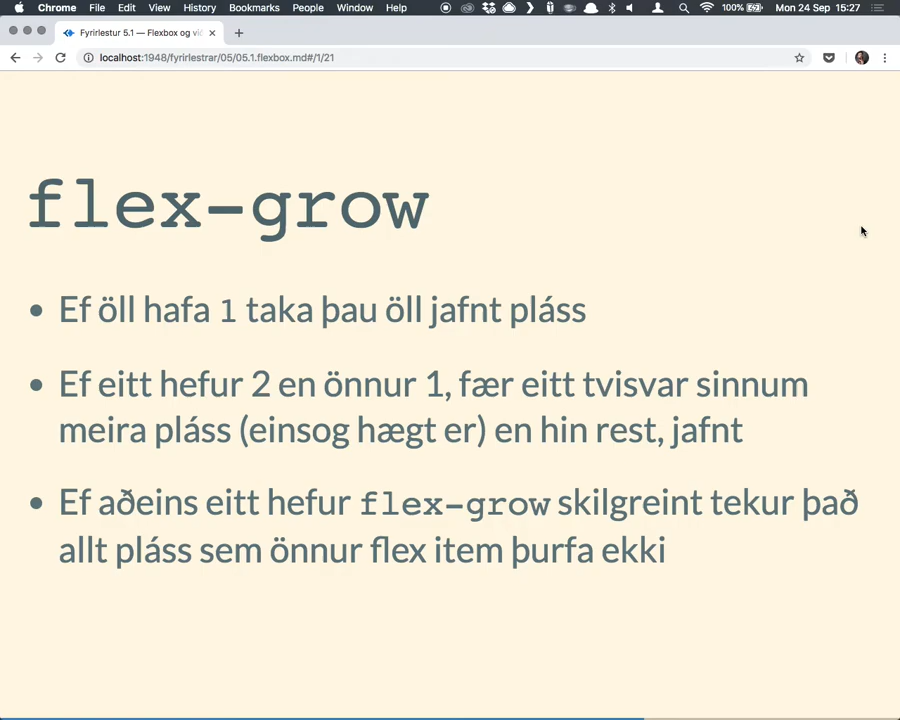 Chrome File Edit View History Bookmarks People Window Help 100% Mon 24 Sep 15:27
Fyrirlestur 5.1 — Flexbox og vi
localhost:1948/fyrirlestrar/05/05.1.flexbox.md#/1/21
flex-grow
• Ef öll hafa 1 taka þau öll jafnt pláss
• Ef eitt hefur 2 en önnur 1, fær eitt tvisvar sinnum
meira pláss (einsog hægt er) en hin rest, jafnt
• Ef aðeins eitt hefur flex-grow skilgreint tekur það
allt pláss sem önnur flex item þurfa ekki